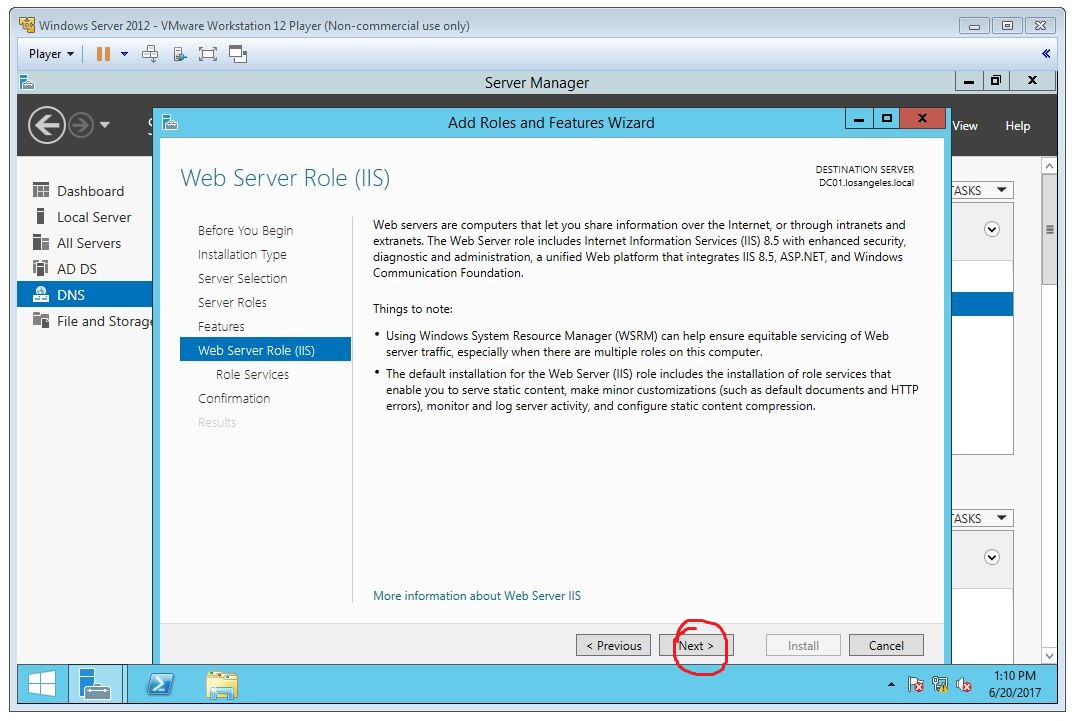 Windows Server 2012 - VMware Workstation 12 Player (Non-commercial use only)
Player
Server Manager
View Help
Add Roles and Features Wizard
Web Server Role (IIS)
DESTINATION SERVER
DC01.losangeles.local
Dashboard
Local Server
All Servers
AD DS
DNS
File and Storage
Before You Begin
Installation Type
Server Selection
Server Roles
Features
Web Server Role (IIS)
Role Services
Confirmation
Results
Web servers are computers that let you share information over the Internet, or through intranets and
extranets. The Web Server role includes Internet Information Services (IIS) 8.5 with enhanced security,
diagnostic and administration, a unified Web platform that integrates IIS 8.5, ASP.NET, and Windows
Communication Foundation.
Things to note:
• Using Windows System Resource Manager (WSRM) can help ensure equitable servicing of Web
server traffic, especially when there are multiple roles on this computer.
• The default installation for the Web Server (IIS) role includes the installation of role services that
enable you to serve static content, make minor customizations (such as default documents and HTTP
errors), monitor and log server activity, and configure static content compression.
More information about Web Server IIS
TASKS
TASKS
< Previous Next > Install Cancel
1:10 PM
6/20/2017